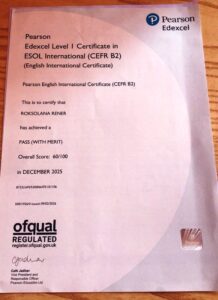 Pearson
Edexcel
Pearson
Edexcel Level 1 Certificate in
ESOL International (CEFR B2)
(English International Certificate)
Pearson English International Certificate (CEFR B2)
This is to certify that
ROKSOLANA RENER
has achieved a
PASS (WITH MERIT)
Overall Score: 60/100
in DECEMBER 2025
ofqual
REGULATED
register.ofqual.gov.uk
Vice President and
Responsible Officer
Pearson Education Ltd